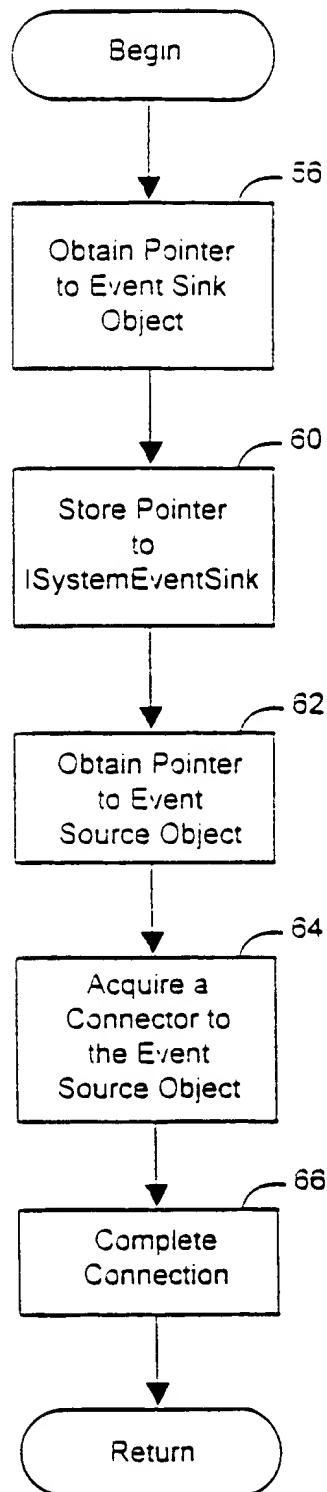 Begin
Obtain Pointer
to Event Sink
Object
60
Store Pointer
to
ISystemEventSink
62
Obtain Pointer
to Event
Source Object
64
Acquire a
Connector to
the Event
Source Object
66
Complete
Connection
Return